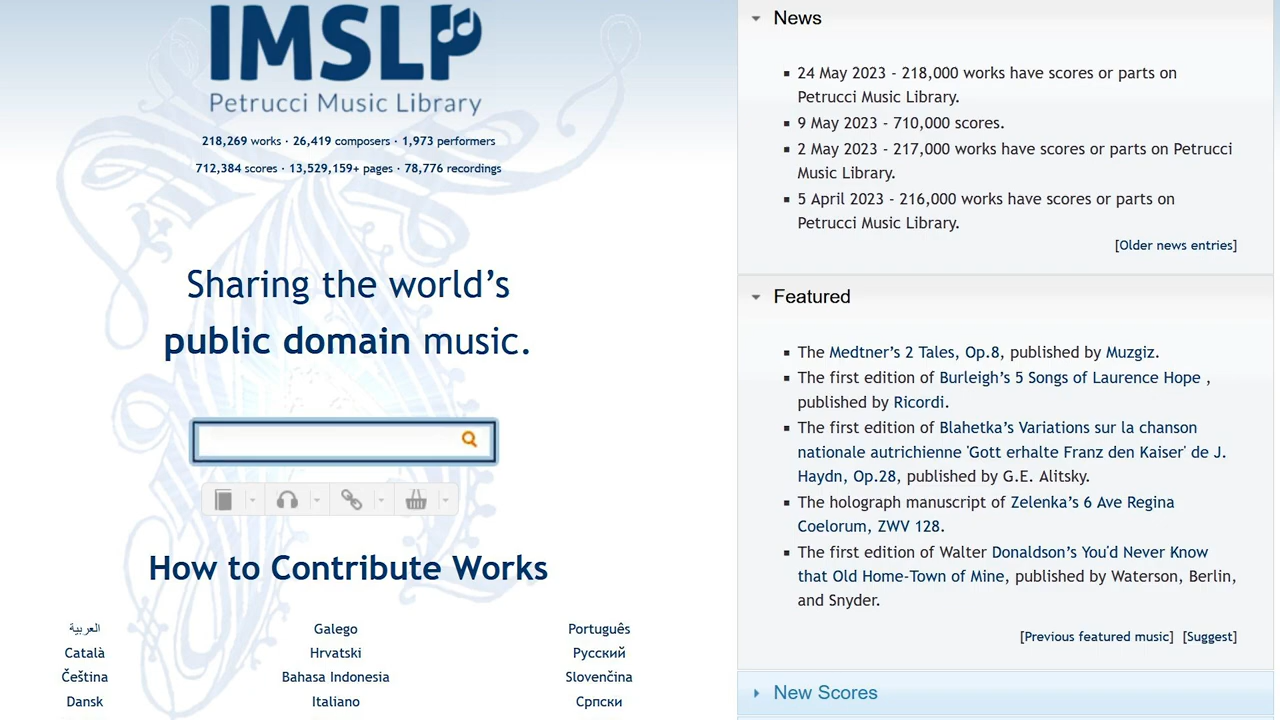 IMSLP
Petrucci Music Library
218,269 works · 26,419 composers · 1,973 performers
712,384 scores · 13,529,159+ pages · 78,776 recordings
Sharing the world’s
public domain music.
How to Contribute Works
العربية
Català
Čeština
Dansk
Galego
Hrvatski
Bahasa Indonesia
Italiano
Português
Русский
Slovenčina
Српски
News
24 May 2023 - 218,000 works have scores or parts on
Petrucci Music Library.
9 May 2023 - 710,000 scores.
2 May 2023 - 217,000 works have scores or parts on Petrucci
Music Library.
5 April 2023 - 216,000 works have scores or parts on
Petrucci Music Library.
[Older news entries]
Featured
The Medtner’s 2 Tales, Op.8, published by Muzgiz.
The first edition of Burleigh’s 5 Songs of Laurence Hope ,
published by Ricordi.
The first edition of Blahetka’s Variations sur la chanson
nationale autrichienne 'Gott erhalte Franz den Kaiser' de J.
Haydn, Op.28, published by G.E. Alitsky.
The holograph manuscript of Zelenka’s 6 Ave Regina
Coelorum, ZWV 128.
The first edition of Walter Donaldson’s You'd Never Know
that Old Home-Town of Mine, published by Waterson, Berlin,
and Snyder.
[Previous featured music] [Suggest]
New Scores